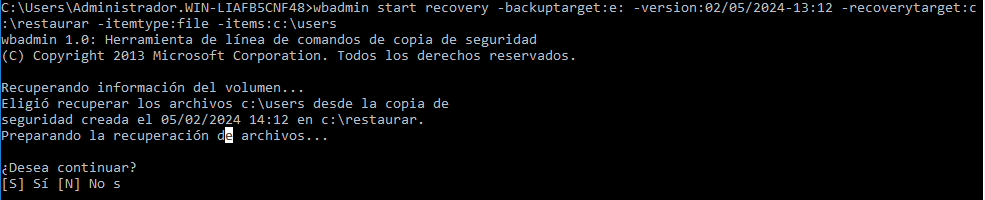 C:\Users\Administrador.WIN-LIAFB5CNF48>wbadmin start recovery -backuptarget:e: -version:02/05/2024-13:12 -recoverytarget:c
:\restaurar -itemtype:file -items:c:\users
wbadmin 1.0: Herramienta de línea de comandos de copia de seguridad
(C) Copyright 2013 Microsoft Corporation. Todos los derechos reservados.
Recuperando información del volumen...
Eligió recuperar los archivos c:\users desde la copia de
seguridad creada el 05/02/2024 14:12 en c:\restaurar.
Preparando la recuperación de archivos...
¿Desea continuar?
[S] Sí [N] No s